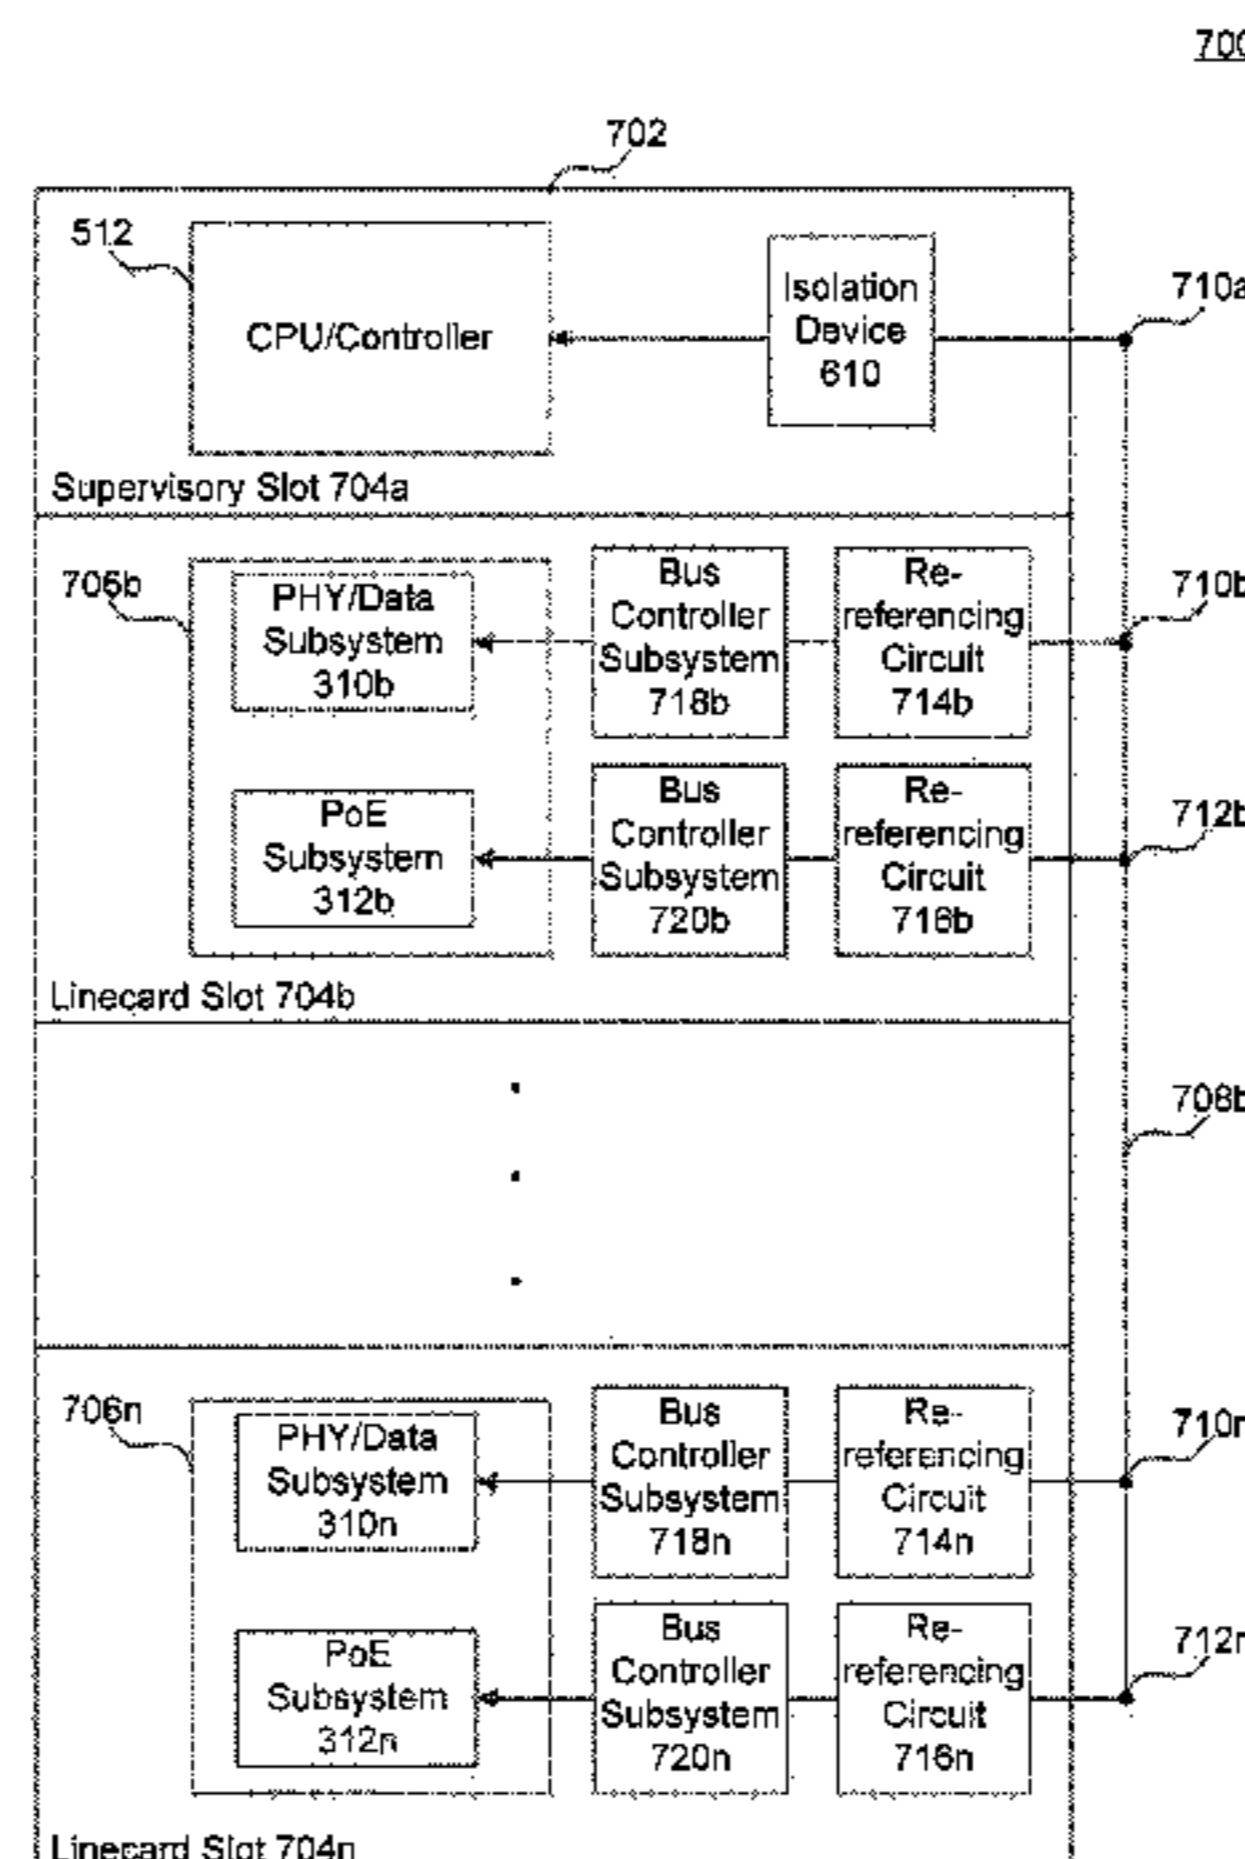 700
702
512
CPU/Controller
Isolation
Device
610
710a
Supervisory Slot 704a
706b
PHY/Data
Subsystem
310b
Bus
Controller
Subsystem
718b
Re-
referencing
Circuit
714b
710b
PoE
Subsystem
312b
Bus
Controller
Subsystem
720b
Re-
referencing
Circuit
716b
712b
Linecard Slot 704b
708b
706n
PHY/Data
Subsystem
310n
Bus
Controller
Subsystem
718n
Re-
referencing
Circuit
714n
710n
PoE
Subsystem
312n
Bus
Controller
Subsystem
720n
Re-
referencing
Circuit
716n
712n
Linecard Slot 704n